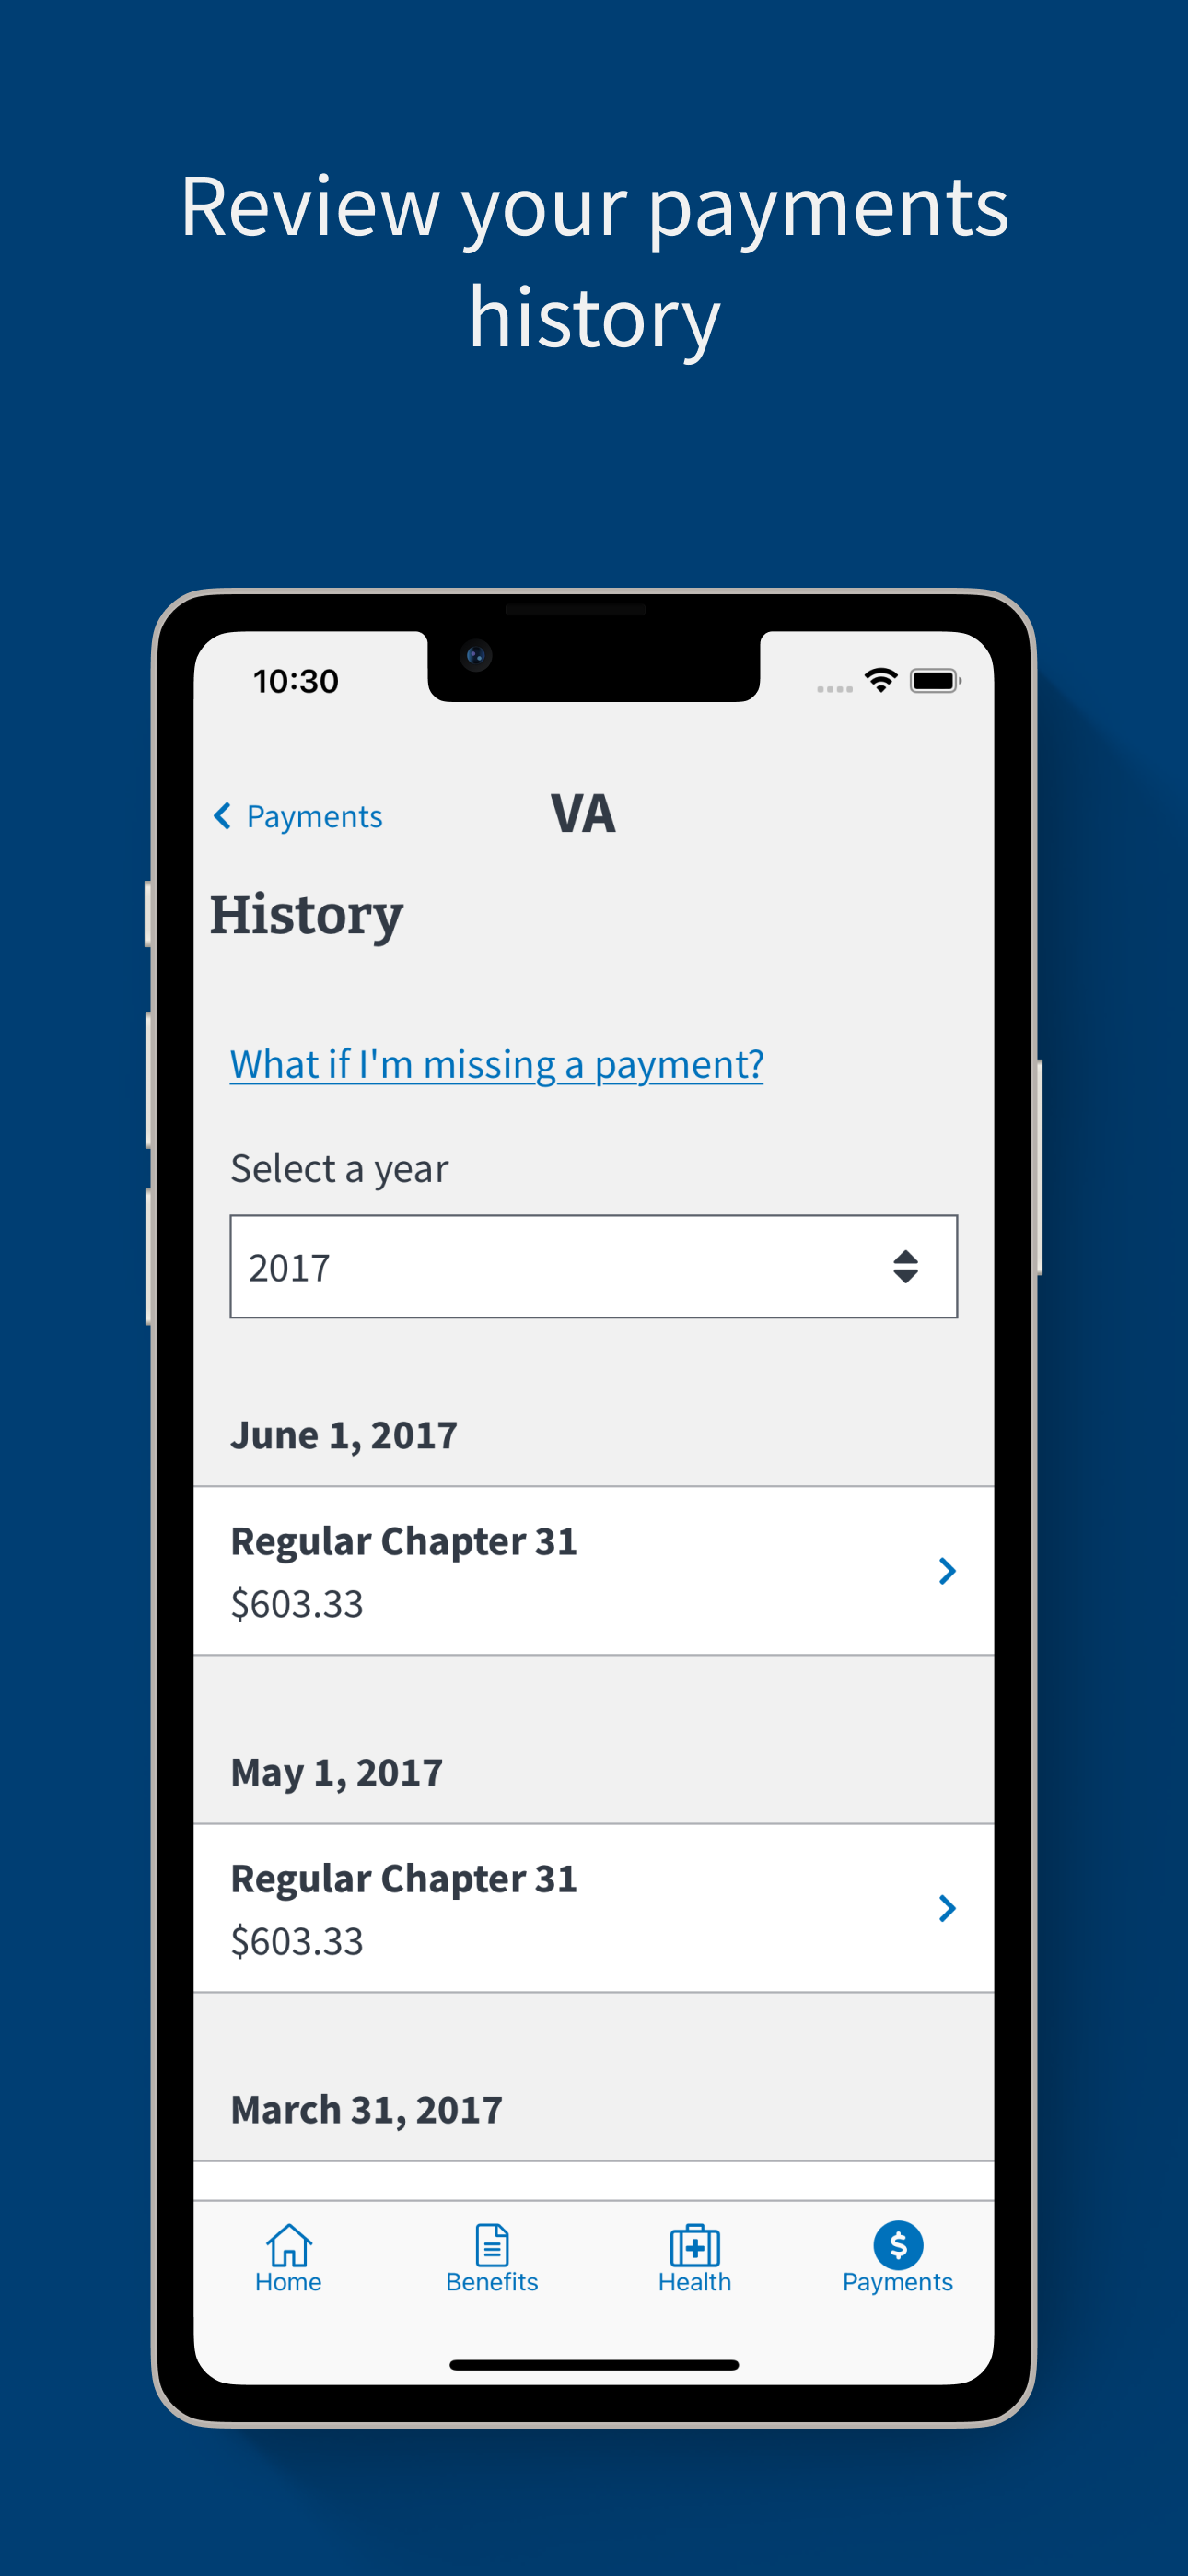 Review your payments
history
10:30
Payments
VA
History
What if I'm missing a payment?
Select a year
2017
June 1, 2017
Regular Chapter 31
$603.33
May 1, 2017
Regular Chapter 31
$603.33
March 31, 2017
Home
Benefits
Health
$
Payments